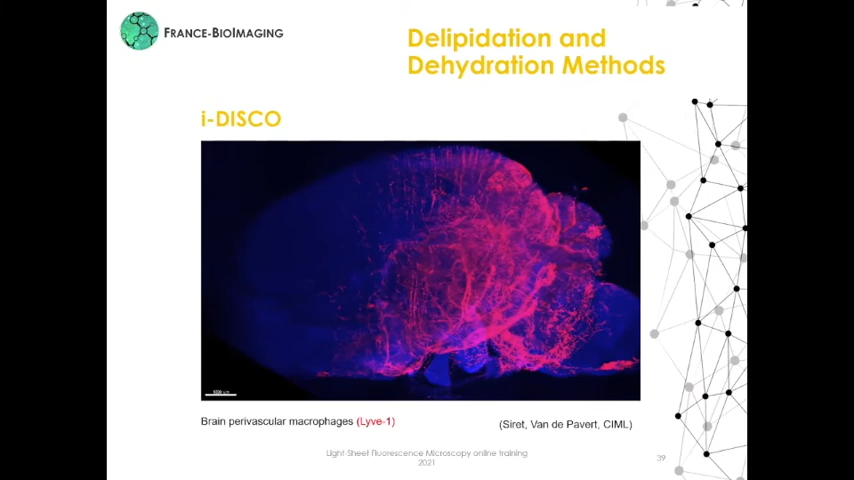 FRANCE-BIOIMAGING
Delipidation and
Dehydration Methods
i-DISCO
Brain perivascular macrophages (Lyve-1)
(Siret, Van de Pavert, CIML)
Light-Sheet Fluorescence Microscopy online training
2021
39